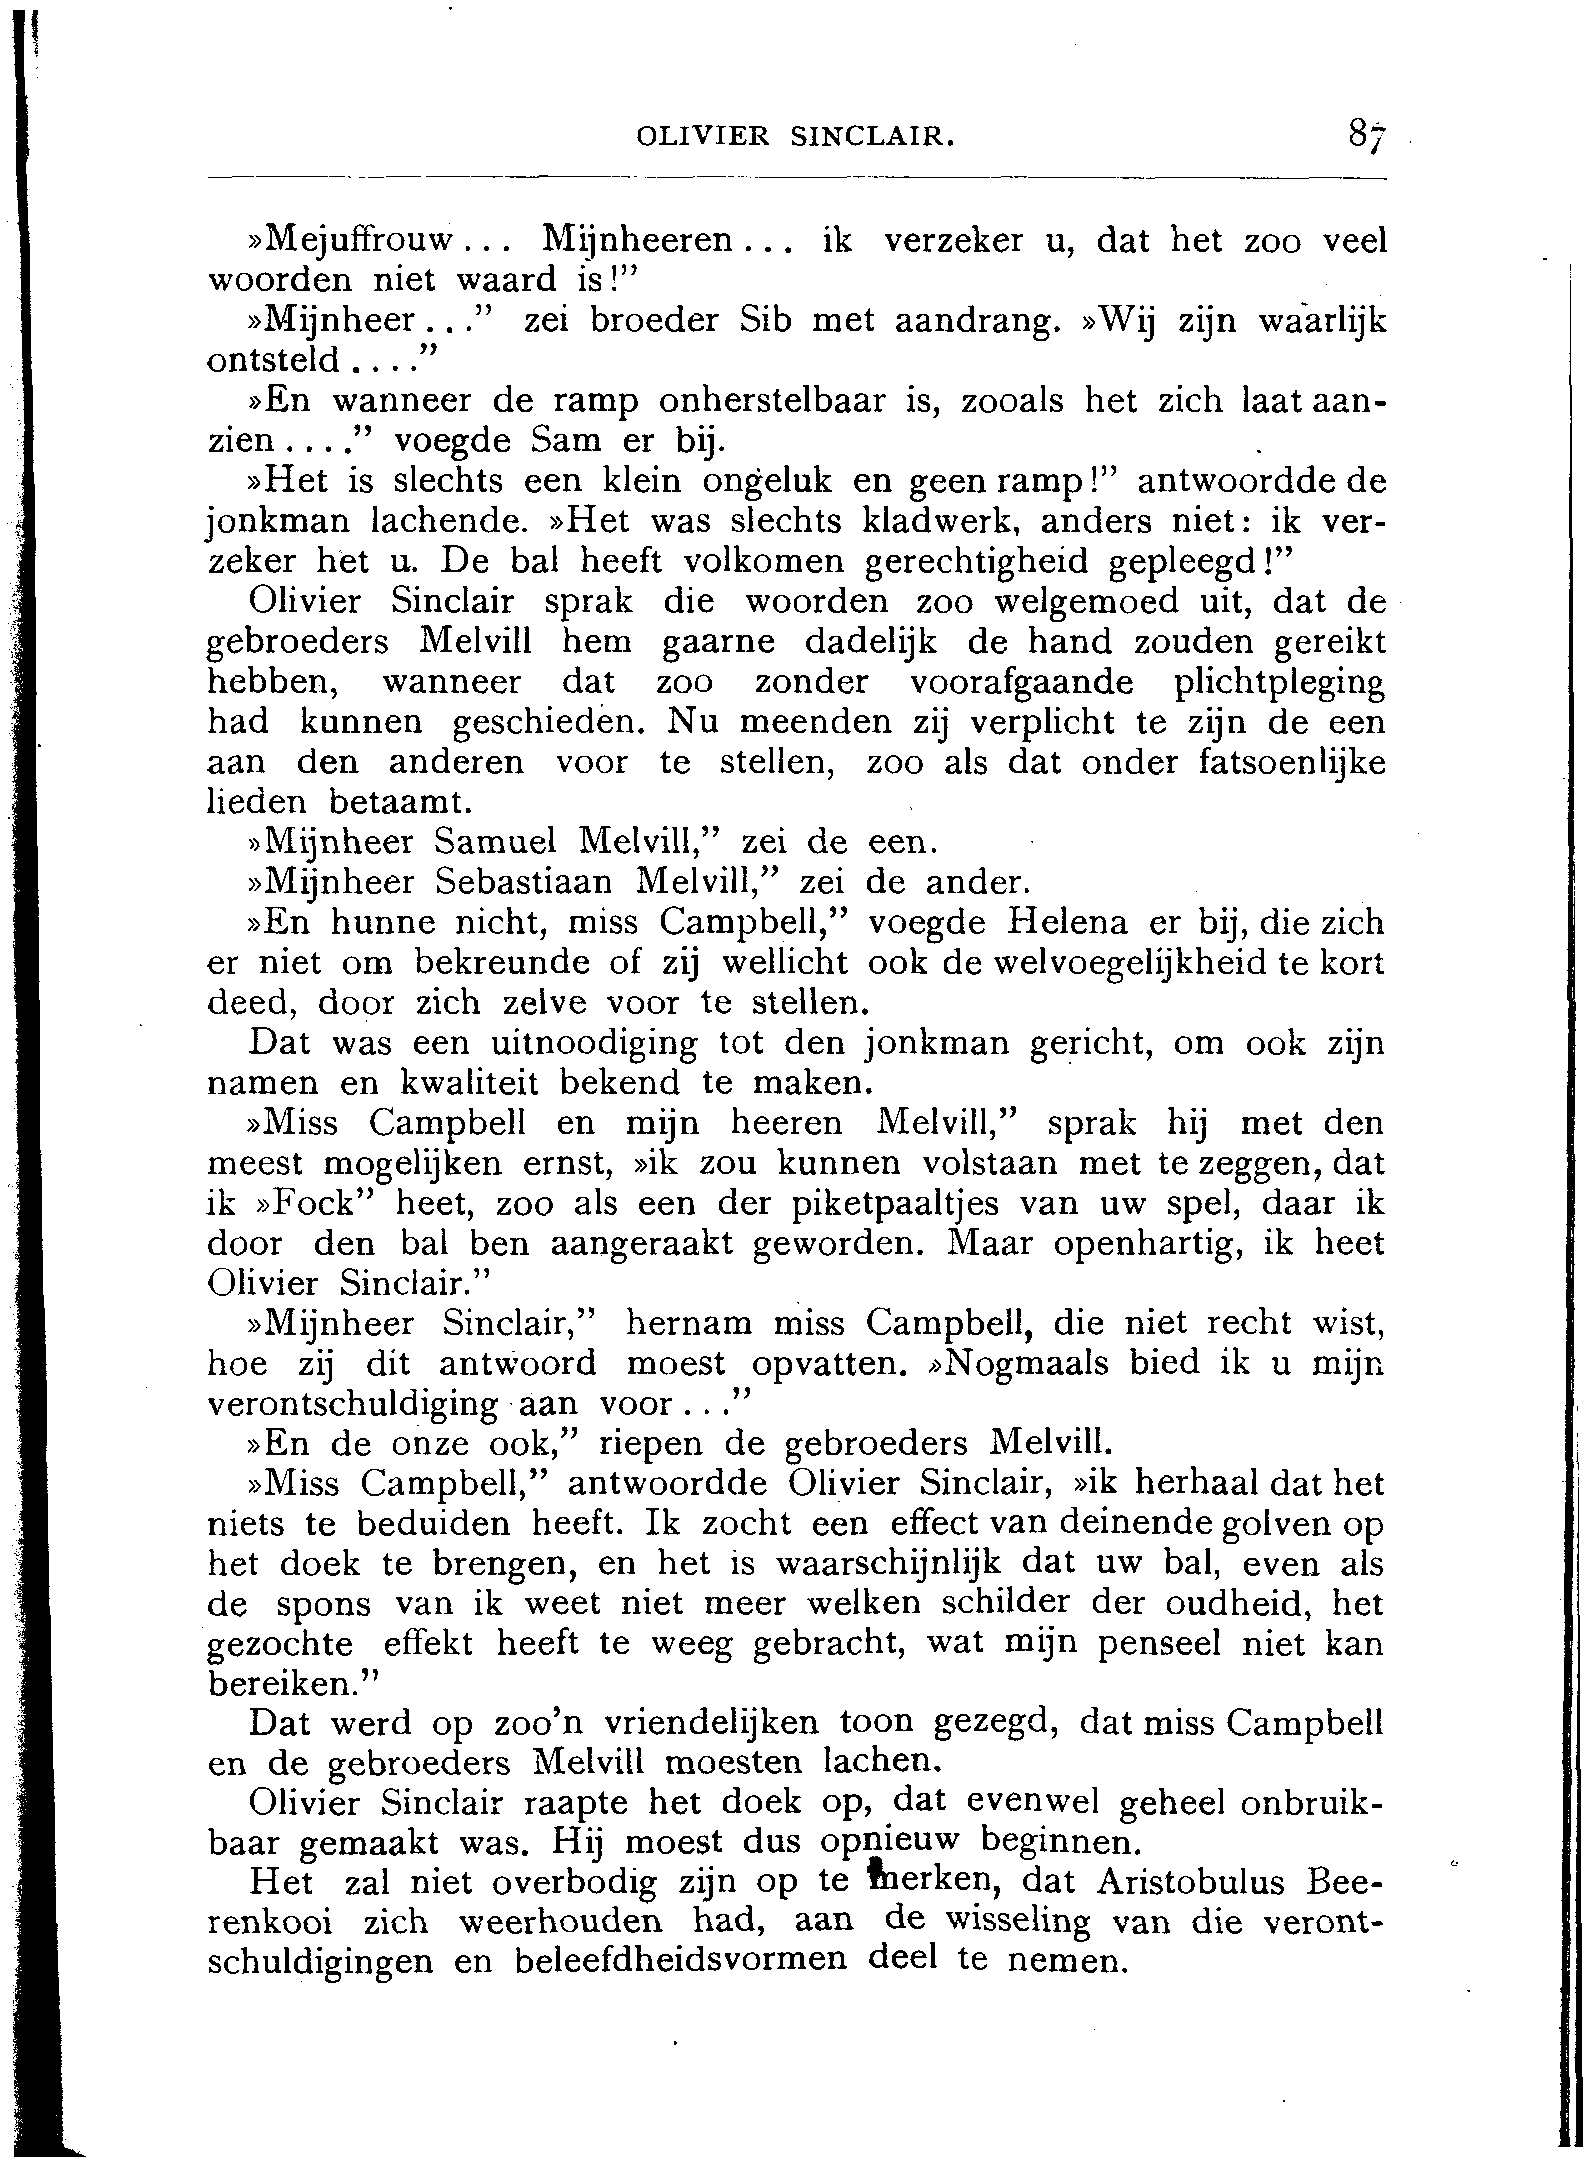 OLIVIER SINCLAIR. 87
»Mejuffrouw... Mijnheeren... ik verzeker u, dat het zoo veel
woorden niet waard is!”
»Mijnheer...” zei broeder Sib met aandrang. »Wij zijn waarlijk
ontsteld....”
»En wanneer de ramp onherstelbaar is, zooals het zich laat aan-
zien....” voegde Sam er bij.
»Het is slechts een klein ongeluk en geen ramp!” antwoordde de
jonkman lachende. »Het was slechts kladwerk, anders niet: ik ver-
zeker het u. De bal heeft volkomen gerechtigheid gepleegd!”
Olivier Sinclair sprak die woorden zoo welgemoed uit, dat de
gebroeders Melvill hem gaarne dadelijk de hand zouden gereikt
hebben, wanneer dat zoo zonder voorafgaande plichtpleging
had kunnen geschieden. Nu meenden zij verplicht te zijn de een
aan den anderen voor te stellen, zoo als dat onder fatsoenlijke
lieden betaamt.
»Mijnheer Samuel Melvill,” zei de een.
»Mijnheer Sebastiaan Melvill,” zei de ander.
»En hunne nicht, miss Campbell,” voegde Helena er bij, die zich
er niet om bekreunde of zij wellicht ook de welvoegelijkheid te kort
deed, door zich zelve voor te stellen.
Dat was een uitnoodiging tot den jonkman gericht, om ook zijn
namen en kwaliteit bekend te maken.
»Miss Campbell en mijn heeren Melvill,” sprak hij met den
meest mogelijken ernst, »ik zou kunnen volstaan met te zeggen, dat
ik »Fock” heet, zoo als een der piketpaaltjes van uw spel, daar ik
door den bal ben aangeraakt geworden. Maar openhartig, ik heet
Olivier Sinclair.”
»Mijnheer Sinclair,” hernam miss Campbell, die niet recht wist,
hoe zij dit antwoord moest opvatten. »Nogmaals bied ik u mijn
verontschuldiging aan voor...”
»En de onze ook,” riepen de gebroeders Melvill.
»Miss Campbell,” antwoordde Olivier Sinclair, »ik herhaal dat het
niets te beduiden heeft. Ik zocht een effect van deinende golven op
het doek te brengen, en het is waarschijnlijk dat uw bal, even als
de spons van ik weet niet meer welken schilder der oudheid, het
gezochte effekt heeft te weeg gebracht, wat mijn penseel niet kan
bereiken.”
Dat werd op zoo'n vriendelijken toon gezegd, dat miss Campbell
en de gebroeders Melvill moesten lachen.
Olivier Sinclair raapte het doek op, dat evenwel geheel onbruik-
baar gemaakt was. Hij moest dus opnieuw beginnen.
Het zal niet overbodig zijn op te merken, dat Aristobulus Bee-
renkooi zich weerhouden had, aan de wisseling van die veront-
schuldigingen en beleefdheidsvormen deel te nemen.